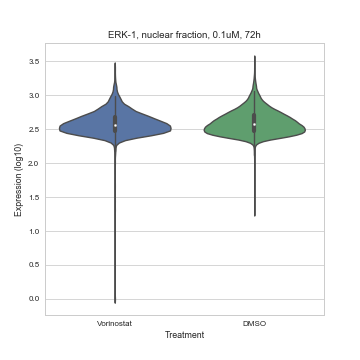 ERK-1, nuclear fraction, 0.1uM, 72h
3.5
3.0
2.5
2.0
1.5
1.0
0.5
0.0
Expression (log10)
Vorinostat
DMSO
Treatment